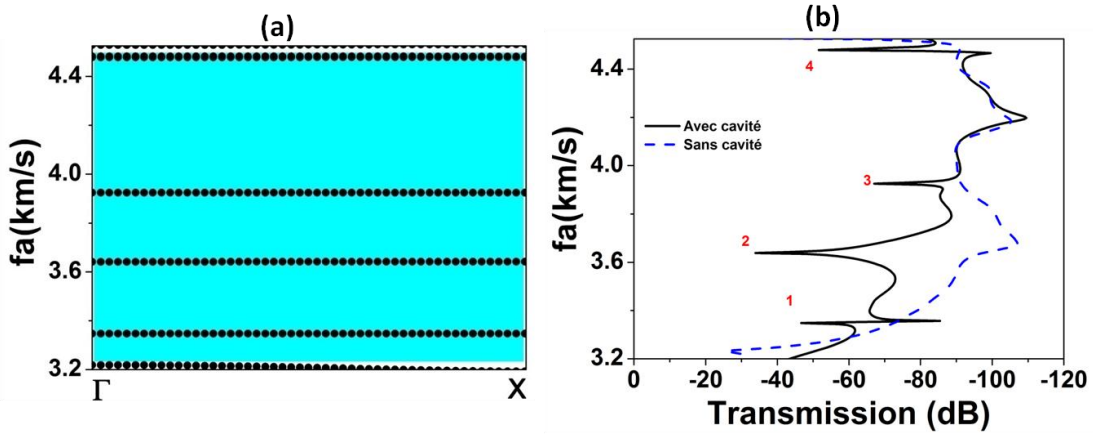 (a)
fa(km/s)
4.4
4.0
3.6
3.2
Γ
X
(b)
fa(km/s)
4.4
4.0
3.6
3.2
4
3
2
1
Avec cavité
Sans cavité
0 -20 -40 -60 -80 -100 -120
Transmission (dB)